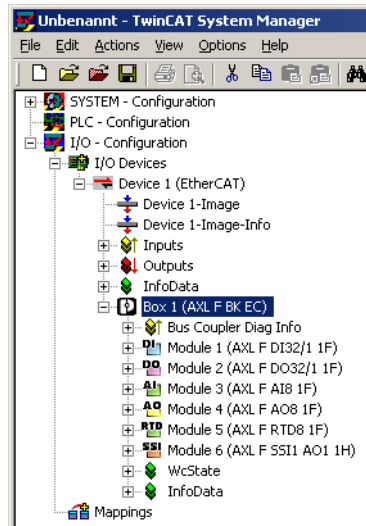 Unbenannt - TwinCAT System Manager
File Edit Actions View Options Help
SYSTEM - Configuration
PLC - Configuration
I/O - Configuration
I/O Devices
Device 1 (EtherCAT)
Device 1-Image
Device 1-Image-Info
Inputs
Outputs
InfoData
Box 1 (AXL F BK EC)
Bus Coupler Diag Info
DI Module 1 (AXL F DI32/1 1F)
DO Module 2 (AXL F DO32/1 1F)
AI Module 3 (AXL F AI8 1F)
AO Module 4 (AXL F AO8 1F)
RTD Module 5 (AXL F RTD8 1F)
SSI Module 6 (AXL F SSI1 AO1 1H)
WcState
InfoData
Mappings